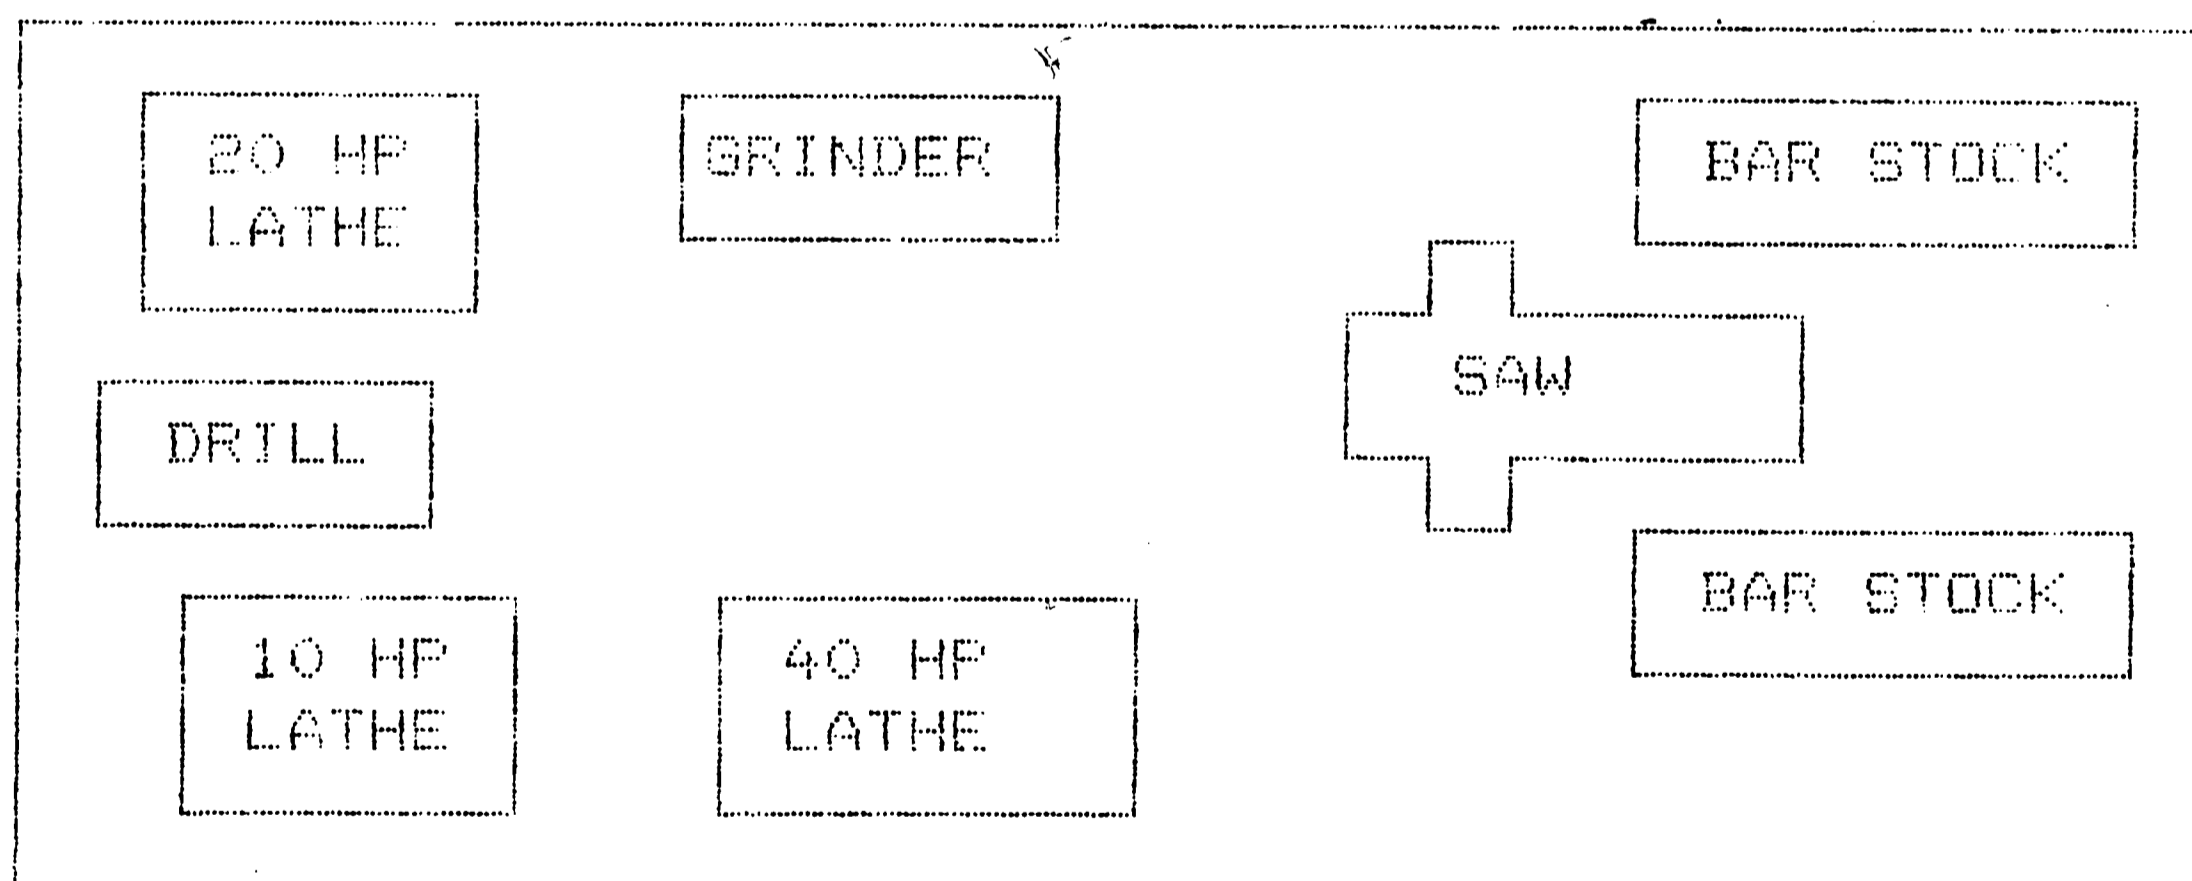 20 HP
LATHE
GRINDER
BAR STOCK
SAW
DRILL
BAR STOCK
10 HP
LATHE
40 HP
LATHE